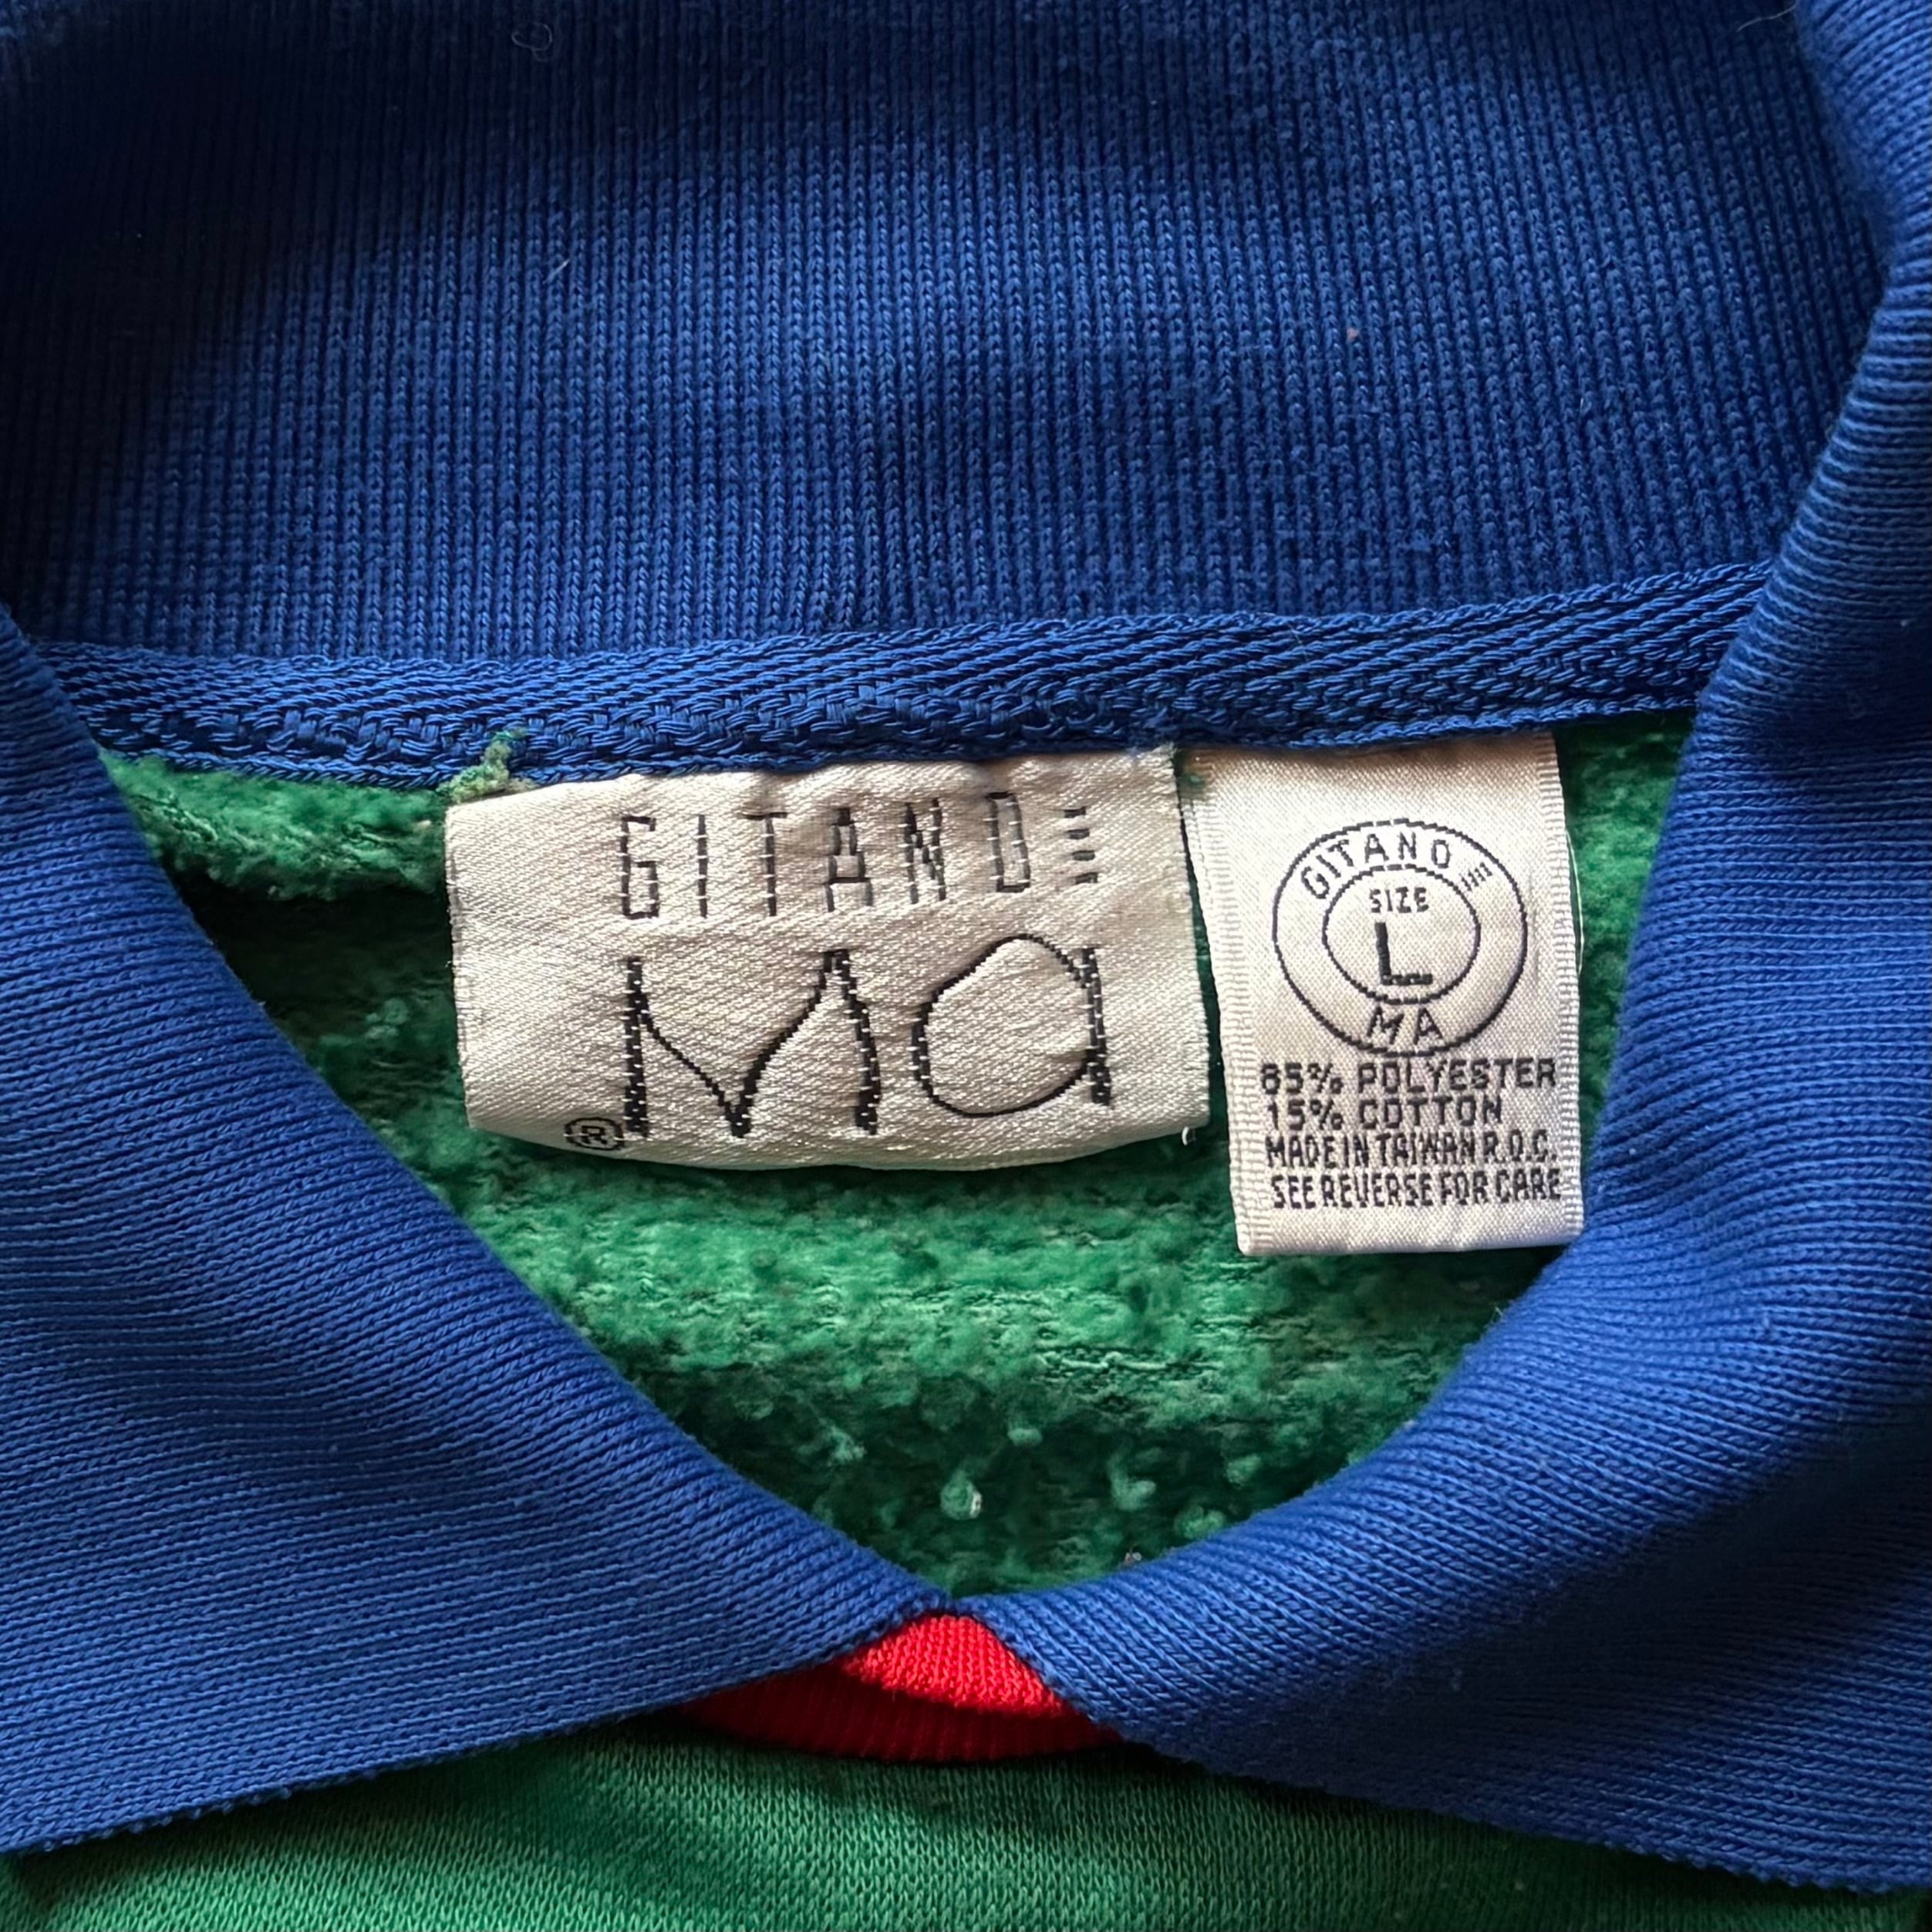 GITANO
Ma
®
GITANO
SIZE
L
MA
85% POLYESTER
15% COTTON
MADE IN TAIWAN R.O.C.
SEE REVERSE FOR CARE